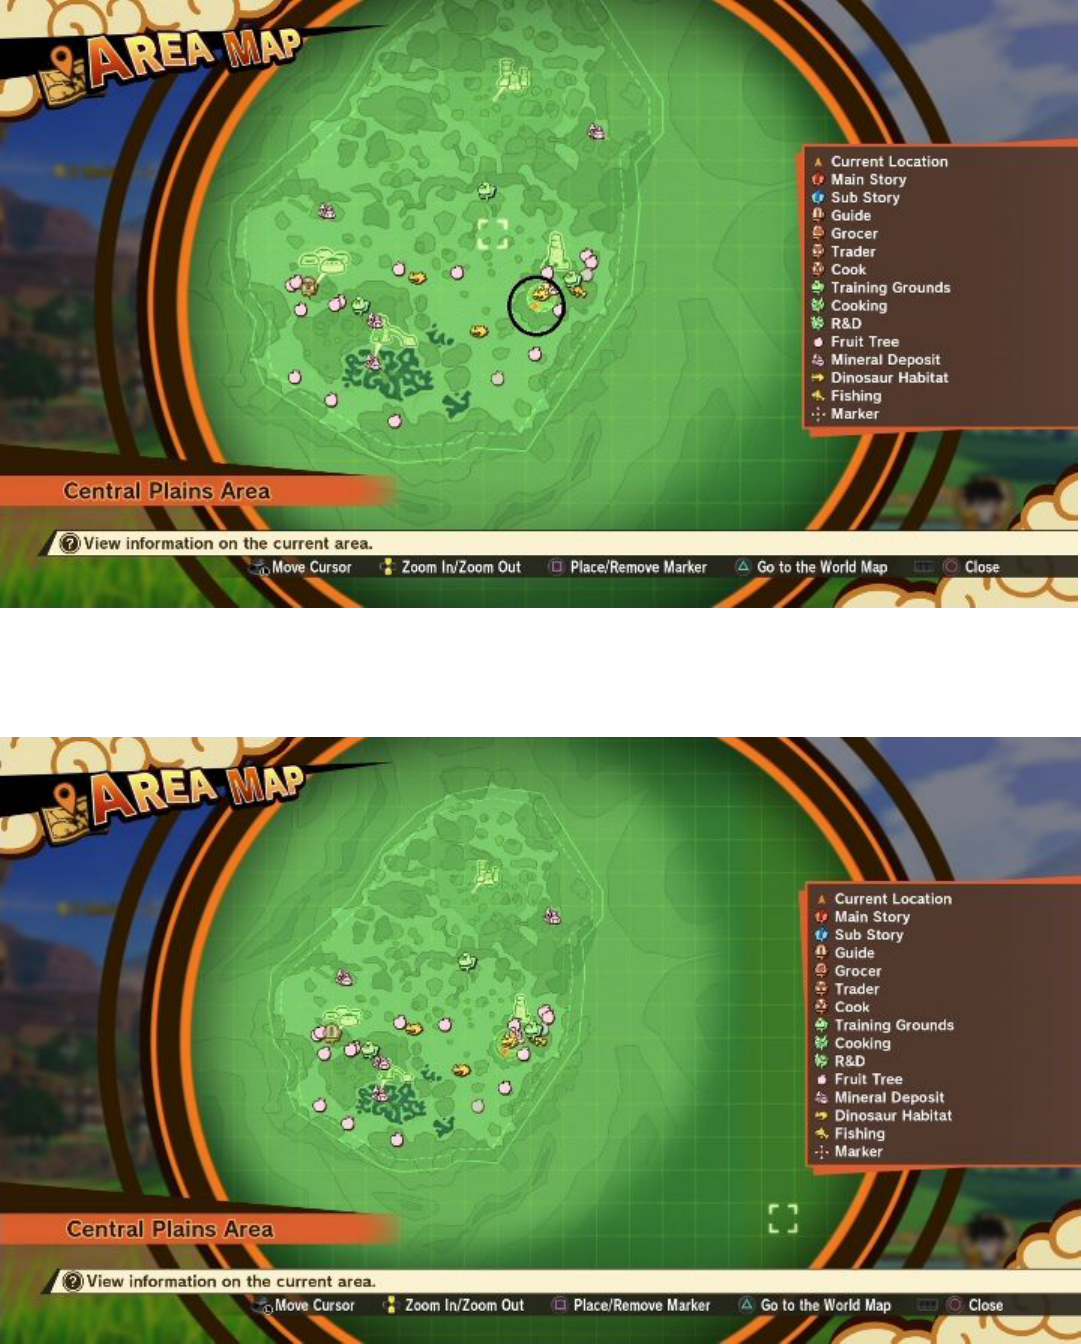 AREA MAP
Current Location
Main Story
Sub Story
Guide
Grocer
Trader
Cook
Training Grounds
Cooking
R&D
Fruit Tree
Mineral Deposit
Dinosaur Habitat
Fishing
Marker
Central Plains Area
? View information on the current area.
Move Cursor Zoom In/Zoom Out Place/Remove Marker Go to the World Map Close
AREA MAP
Current Location
Main Story
Sub Story
Guide
Grocer
Trader
Cook
Training Grounds
Cooking
R&D
Fruit Tree
Mineral Deposit
Dinosaur Habitat
Fishing
Marker
Central Plains Area
? View information on the current area.
Move Cursor Zoom In/Zoom Out Place/Remove Marker Go to the World Map Close